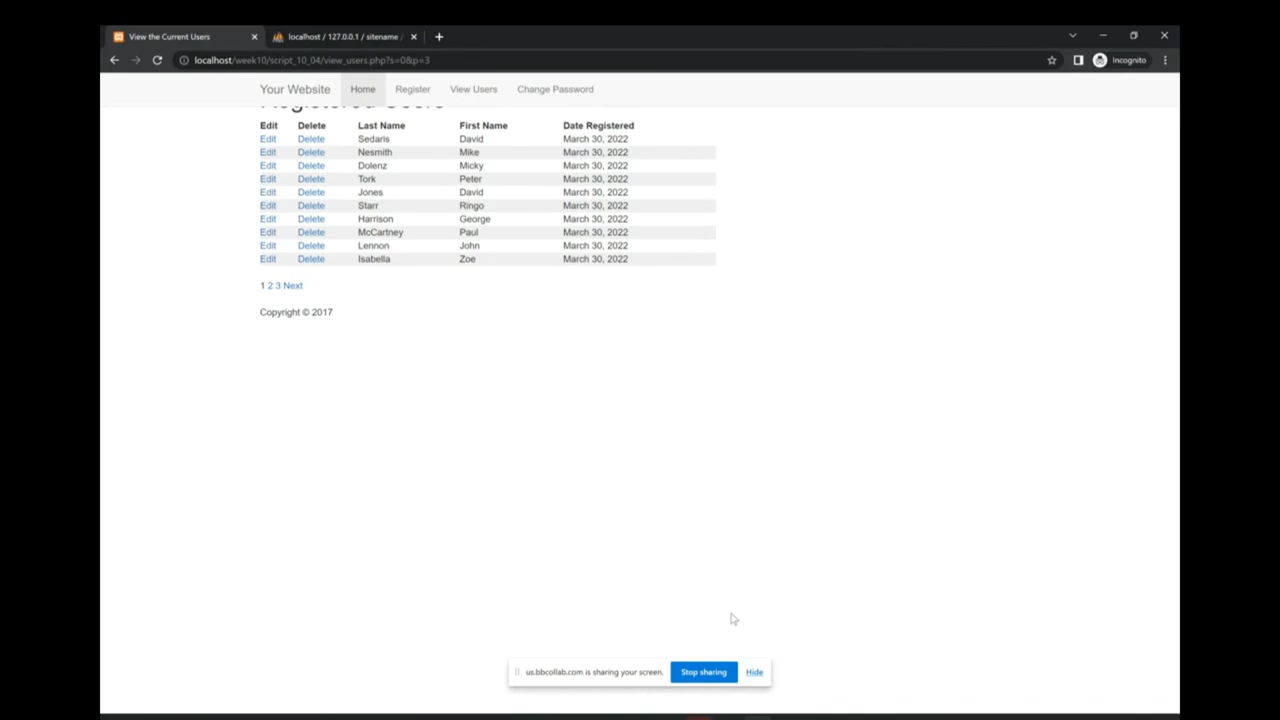 View the Current Users
localhost / 127.0.0.1 / sitename /
localhost/week10/script_10_04/view_users.php?s=0&p=3
Incognito
Your Website Home Register View Users Change Password
Registered Users
Edit Delete Last Name First Name Date Registered
Edit Delete Sedaris David March 30, 2022
Edit Delete Nesmith Mike March 30, 2022
Edit Delete Dolenz Micky March 30, 2022
Edit Delete Tork Peter March 30, 2022
Edit Delete Jones David March 30, 2022
Edit Delete Starr Ringo March 30, 2022
Edit Delete Harrison George March 30, 2022
Edit Delete McCartney Paul March 30, 2022
Edit Delete Lennon John March 30, 2022
Edit Delete Isabella Zoe March 30, 2022
1 2 3 Next
Copyright © 2017
us.bbcollab.com is sharing your screen. Stop sharing Hide